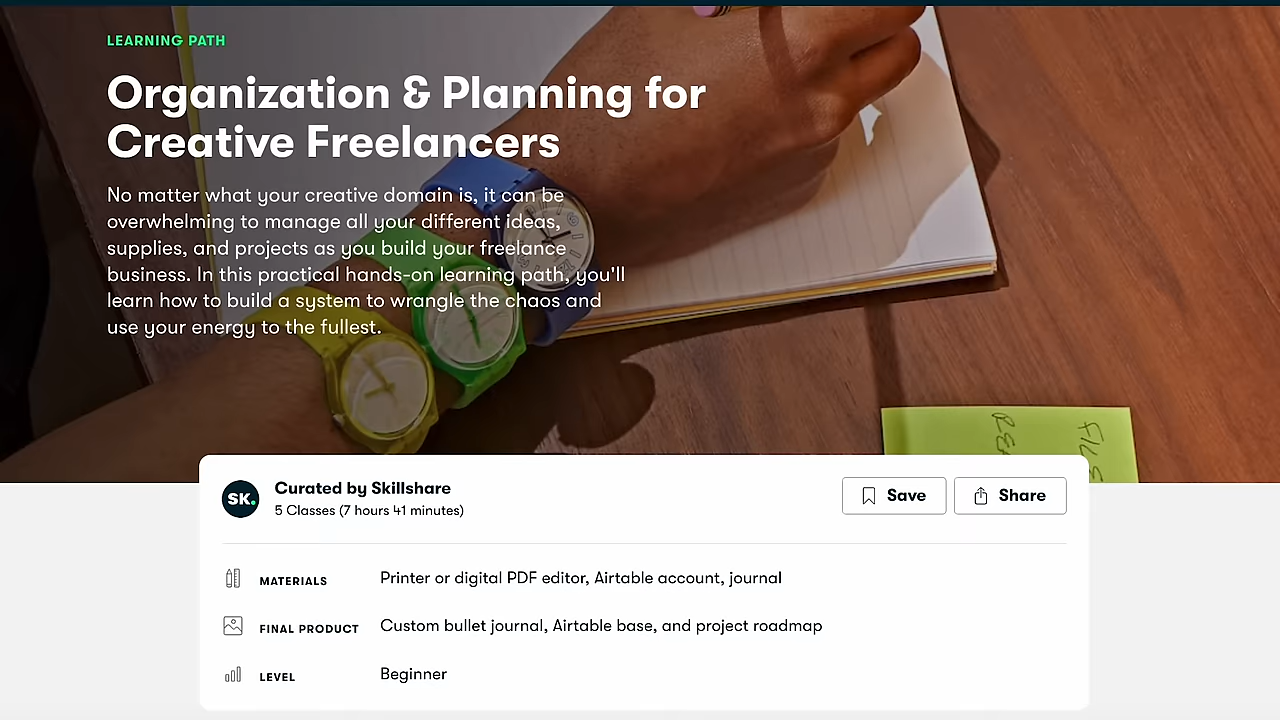 LEARNING PATH
Organization & Planning for
Creative Freelancers
No matter what your creative domain is, it can be
overwhelming to manage all your different ideas,
supplies, and projects as you build your freelance
business. In this practical hands-on learning path, you'll
learn how to build a system to wrangle the chaos and
use your energy to the fullest.
SK.
Curated by Skillshare
5 Classes (7 hours 41 minutes)
Save
Share
MATERIALS
Printer or digital PDF editor, Airtable account, journal
FINAL PRODUCT
Custom bullet journal, Airtable base, and project roadmap
LEVEL
Beginner